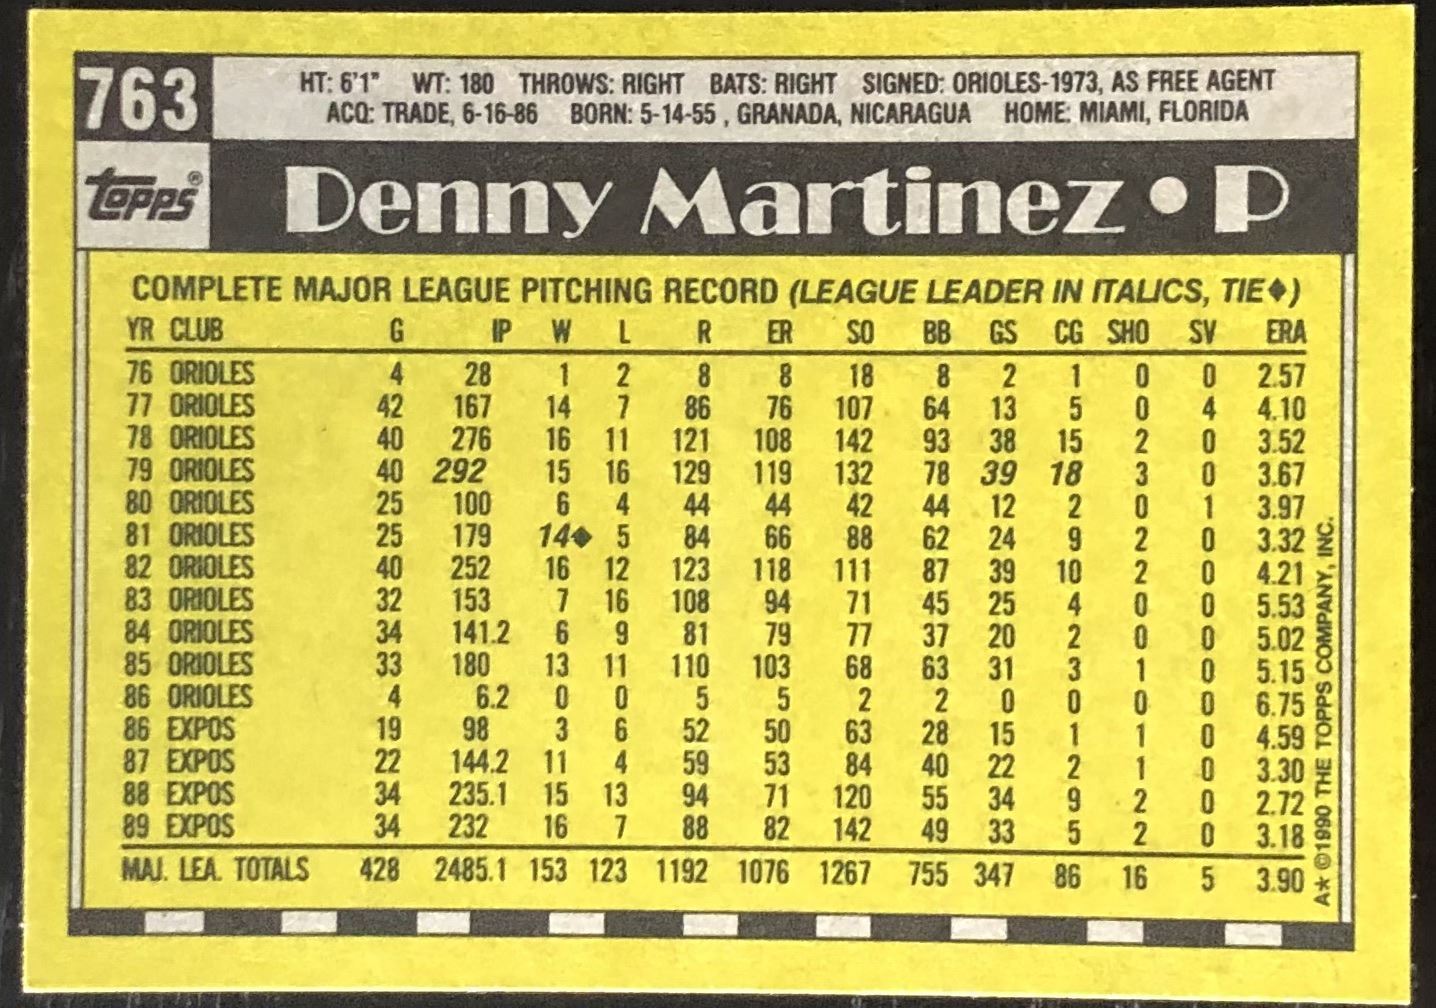 763
HT: 6'1" WT: 180 THROWS: RIGHT BATS: RIGHT SIGNED: ORIOLES-1973, AS FREE AGENT
ACQ: TRADE, 6-16-86 BORN: 5-14-55 , GRANADA, NICARAGUA HOME: MIAMI, FLORIDA
TOPPS®
Denny Martinez • P
COMPLETE MAJOR LEAGUE PITCHING RECORD (LEAGUE LEADER IN ITALICS, TIE♦)
YR CLUB G IP W L R ER SO BB GS CG SHO SV ERA
76 ORIOLES 4 28 1 2 8 8 18 8 2 1 0 0 2.57
77 ORIOLES 42 167 14 7 86 76 107 64 13 5 0 4 4.10
78 ORIOLES 40 276 16 11 121 108 142 93 38 15 2 0 3.52
79 ORIOLES 40 292 15 16 129 119 132 78 39 18 3 0 3.67
80 ORIOLES 25 100 6 4 44 44 42 44 12 2 0 1 3.97
81 ORIOLES 25 179 14♦ 5 84 66 88 62 24 9 2 0 3.32
82 ORIOLES 40 252 16 12 123 118 111 87 39 10 2 0 4.21
83 ORIOLES 32 153 7 16 108 94 71 45 25 4 0 0 5.53
84 ORIOLES 34 141.2 6 9 81 79 77 37 20 2 0 0 5.02
85 ORIOLES 33 180 13 11 110 103 68 63 31 3 1 0 5.15
86 ORIOLES 4 6.2 0 0 5 5 2 2 0 0 0 0 6.75
86 EXPOS 19 98 3 6 52 50 63 28 15 1 1 0 4.59
87 EXPOS 22 144.2 11 4 59 53 84 40 22 2 1 0 3.30
88 EXPOS 34 235.1 15 13 94 71 120 55 34 9 2 0 2.72
89 EXPOS 34 232 16 7 88 82 142 49 33 5 2 0 3.18
MAJ. LEA. TOTALS 428 2485.1 153 123 1192 1076 1267 755 347 86 16 5 3.90
A* ©1990 THE TOPPS COMPANY, INC.